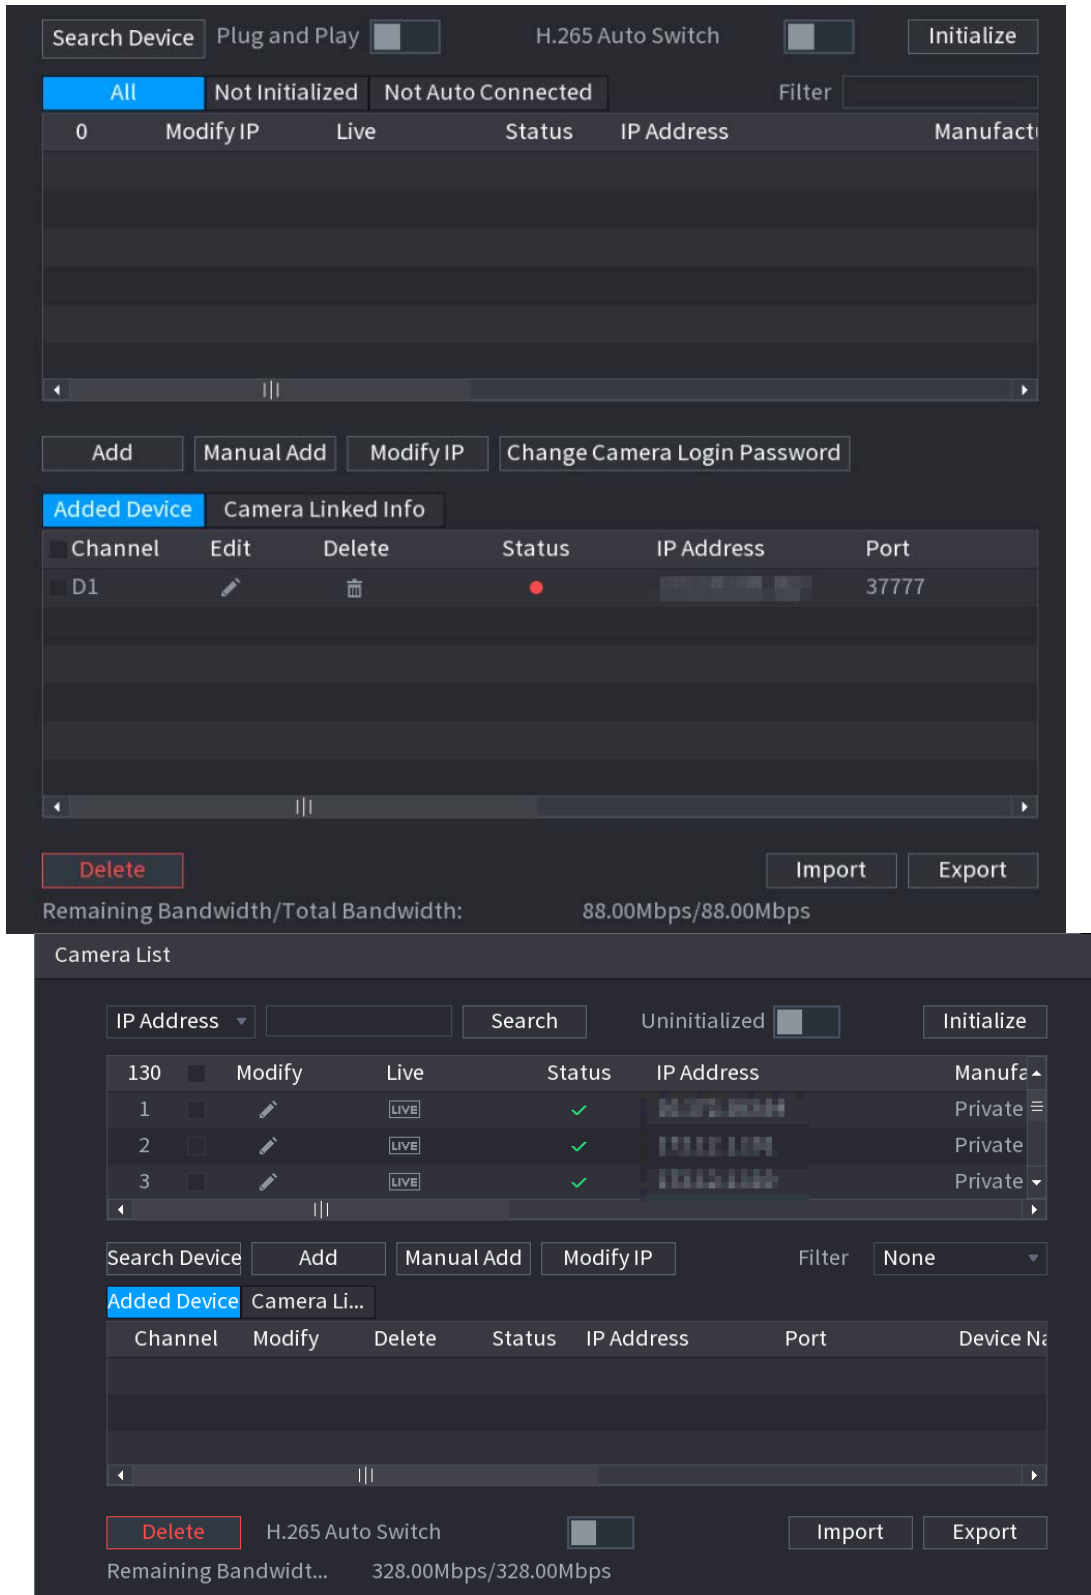 Search Device Plug and Play H.265 Auto Switch Initialize
All Not Initialized Not Auto Connected Filter
0 Modify IP Live Status IP Address Manufactu
Add Manual Add Modify IP Change Camera Login Password
Added Device Camera Linked Info
Channel Edit Delete Status IP Address Port
D1 37777
Delete Import Export
Remaining Bandwidth/Total Bandwidth: 88.00Mbps/88.00Mbps
Camera List
IP Address Search Uninitialized Initialize
130 Modify Live Status IP Address Manufa
1 LIVE Private
2 LIVE Private
3 LIVE Private
Search Device Add Manual Add Modify IP Filter None
Added Device Camera Li...
Channel Modify Delete Status IP Address Port Device Na
Delete H.265 Auto Switch Import Export
Remaining Bandwidt... 328.00Mbps/328.00Mbps